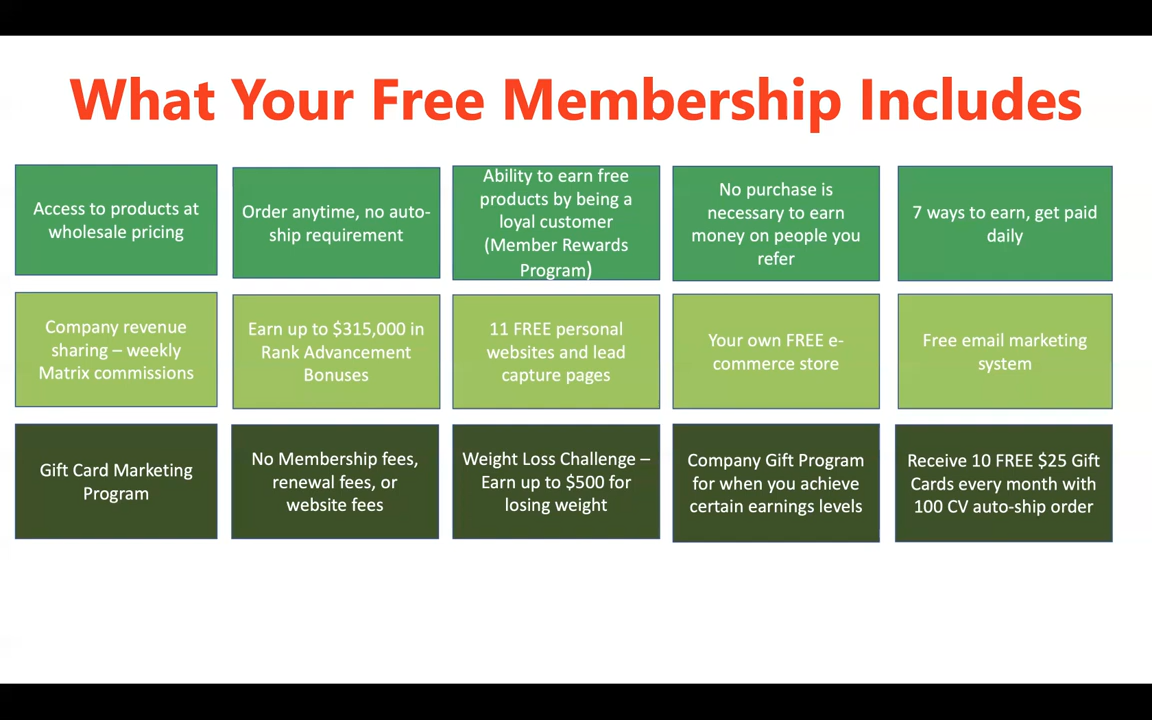 What Your Free Membership Includes
Access to products at
wholesale pricing
Order anytime, no auto-
ship requirement
Ability to earn free
products by being a
loyal customer
(Member Rewards
Program)
No purchase is
necessary to earn
money on people you
refer
7 ways to earn, get paid
daily
Company revenue
sharing – weekly
Matrix commissions
Earn up to $315,000 in
Rank Advancement
Bonuses
11 FREE personal
websites and lead
capture pages
Your own FREE e-
commerce store
Free email marketing
system
Gift Card Marketing
Program
No Membership fees,
renewal fees, or
website fees
Weight Loss Challenge –
Earn up to $500 for
losing weight
Company Gift Program
for when you achieve
certain earnings levels
Receive 10 FREE $25 Gift
Cards every month with
100 CV auto-ship order